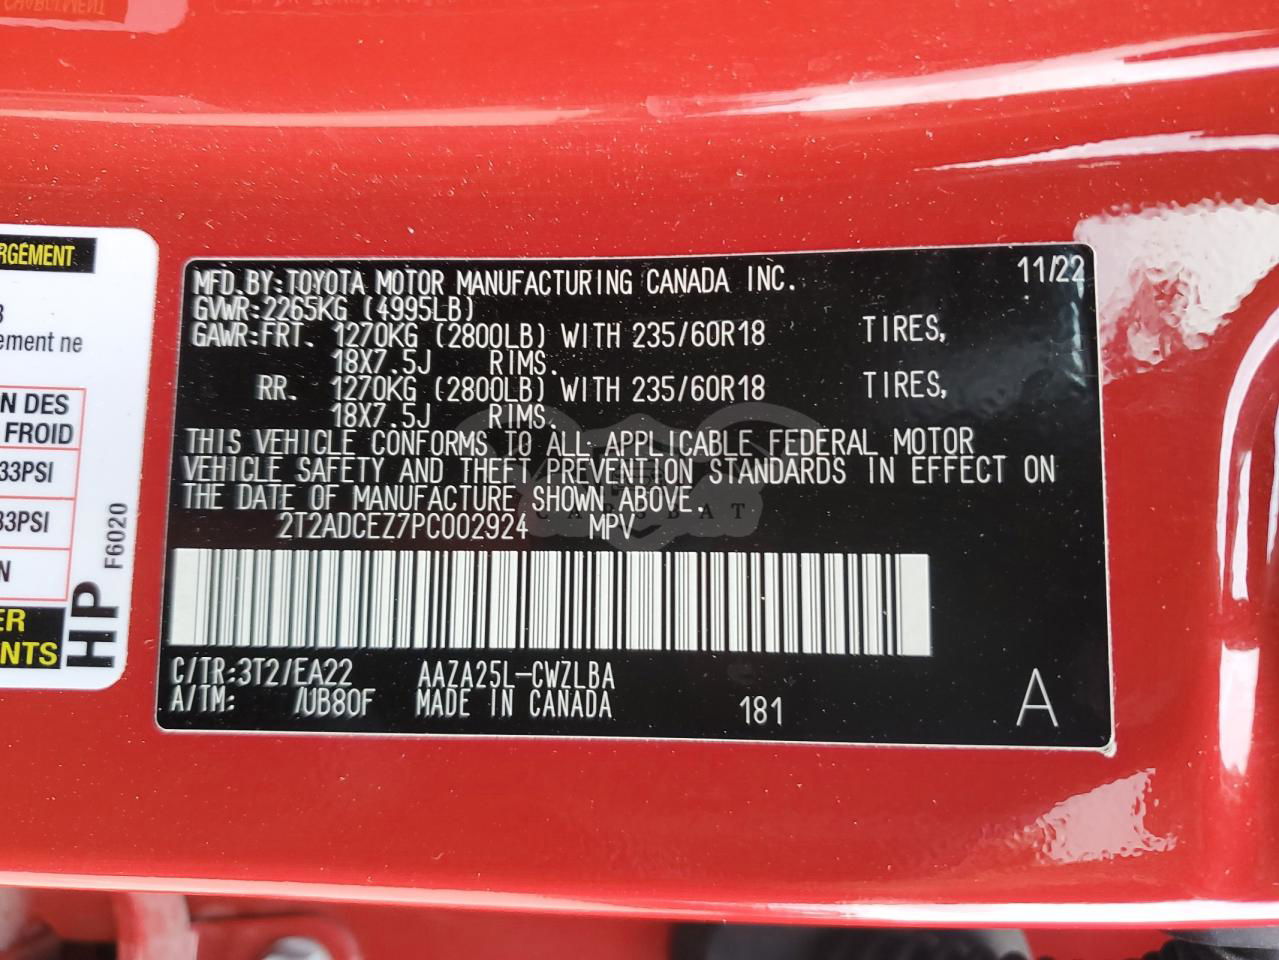 RGÉMENT
ement ne
N DES
FROID
33PSI
33PSI
N
ER
NTS
HP
F6020
MFD.BY:TOYOTA MOTOR MANUFACTURING CANADA INC. 11/22
GVWR:2265KG (4995LB)
GAWR:FRT. 1270KG (2800LB) WITH 235/60R18 TIRES,
18X7.5J RIMS.
RR. 1270KG (2800LB) WITH 235/60R18 TIRES,
18X7.5J RIMS.
THIS VEHICLE CONFORMS TO ALL APPLICABLE FEDERAL MOTOR
VEHICLE SAFETY AND THEFT PREVENTION STANDARDS IN EFFECT ON
THE DATE OF MANUFACTURE SHOWN ABOVE.
2T2ADCEZ7PC002924 MPV
C/TR:3T2/EA22 AAZA25L-CWZLBA
A/TM: /UB80F MADE IN CANADA 181 A